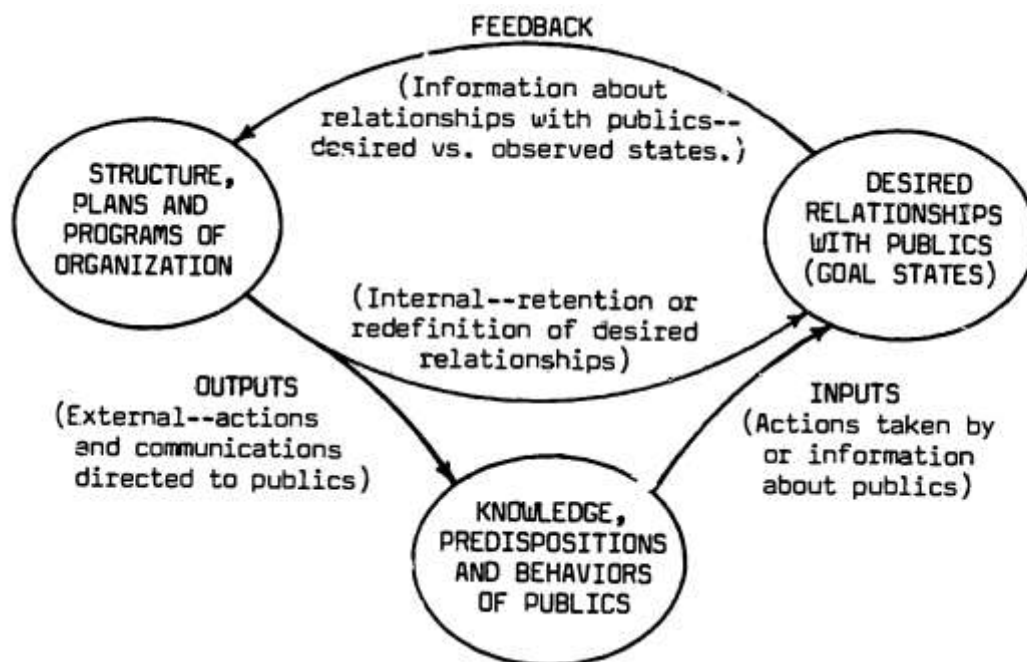 FEEDBACK
(Information about
relationships with publics--
desired vs. observed states.)
STRUCTURE,
PLANS AND
PROGRAMS OF
ORGANIZATION
DESIRED
RELATIONSHIPS
WITH PUBLICS
(GOAL STATES)
(Internal--retention or
redefinition of desired
relationships)
OUTPUTS
(External--actions
and communications
directed to publics)
INPUTS
(Actions taken by
or information
about publics)
KNOWLEDGE,
PREDISPOSITIONS
AND BEHAVIORS
OF PUBLICS